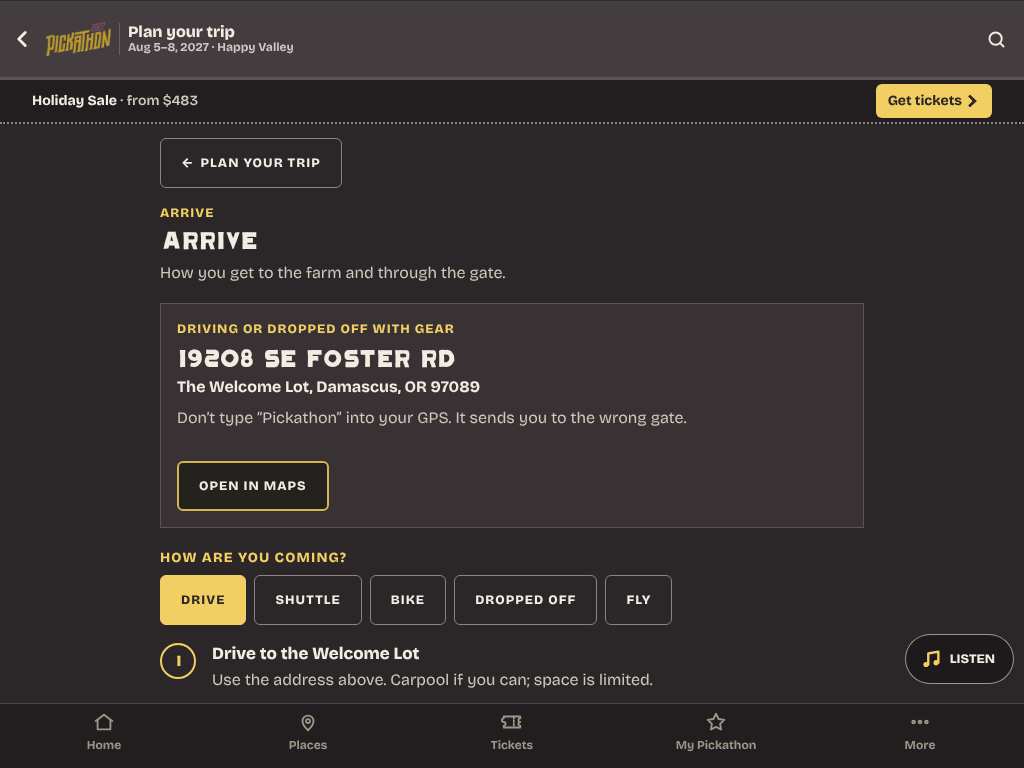 PICKATHON
Plan your trip
Aug 5–8, 2027 · Happy Valley
Holiday Sale · from $483
Get tickets
← PLAN YOUR TRIP
ARRIVE
ARRIVE
How you get to the farm and through the gate.
DRIVING OR DROPPED OFF WITH GEAR
19208 SE FOSTER RD
The Welcome Lot, Damascus, OR 97089
Don’t type “Pickathon” into your GPS. It sends you to the wrong gate.
OPEN IN MAPS
HOW ARE YOU COMING?
DRIVE
SHUTTLE
BIKE
DROPPED OFF
FLY
1
Drive to the Welcome Lot
Use the address above. Carpool if you can; space is limited.
LISTEN
Home
Places
Tickets
My Pickathon
More